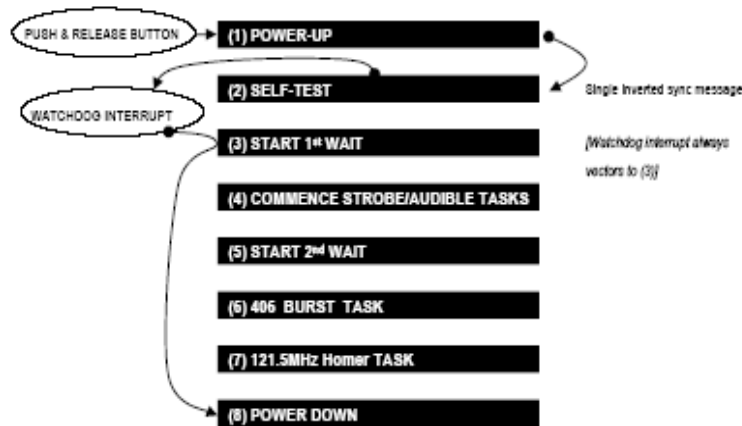 PUSH & RELEASE BUTTON
(1) POWER-UP
(2) SELF-TEST
Single Inverted sync message
WATCHDOG INTERRUPT
(3) START 1st WAIT
[Watchdog interrupt always
vectors to (3)]
(4) COMMENCE STROBE/AUDIBLE TASKS
(5) START 2nd WAIT
(6) 406 BURST TASK
(7) 121.5MHz Homer TASK
(8) POWER DOWN